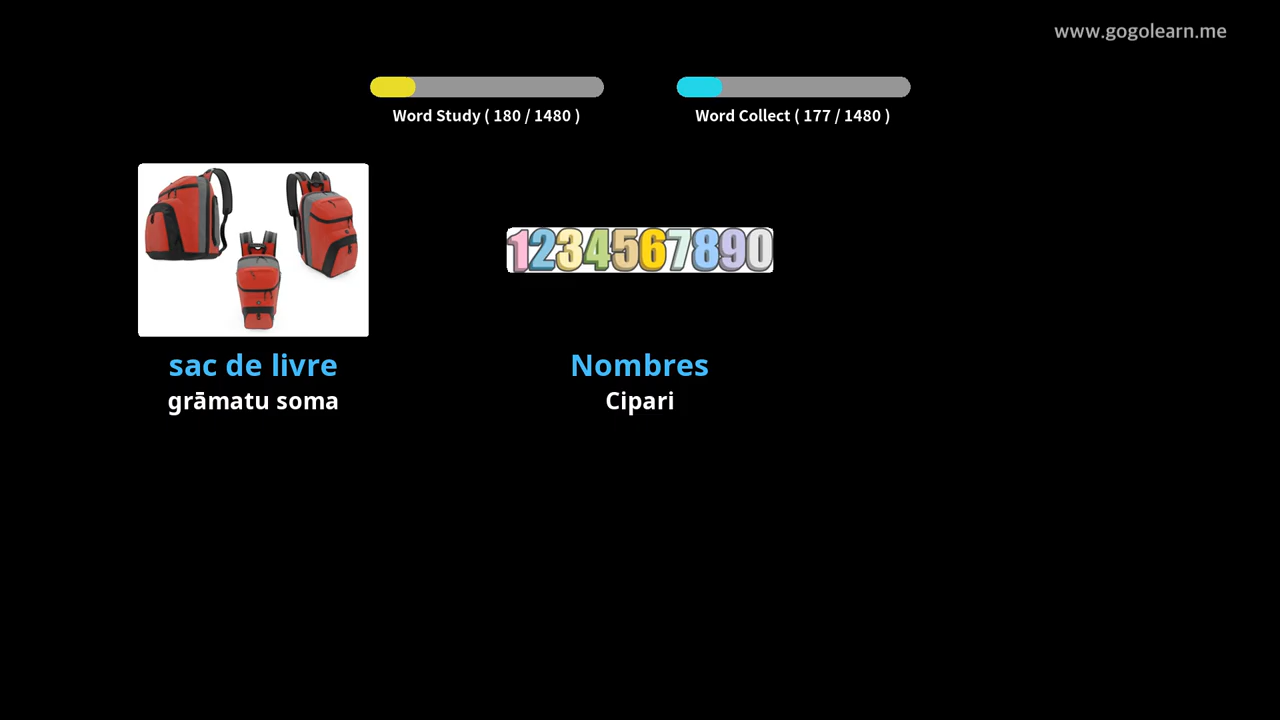 www.gogolearn.me
Word Study ( 180 / 1480 )
Word Collect ( 177 / 1480 )
1234567890
sac de livre
grāmatu soma
Nombres
Cipari